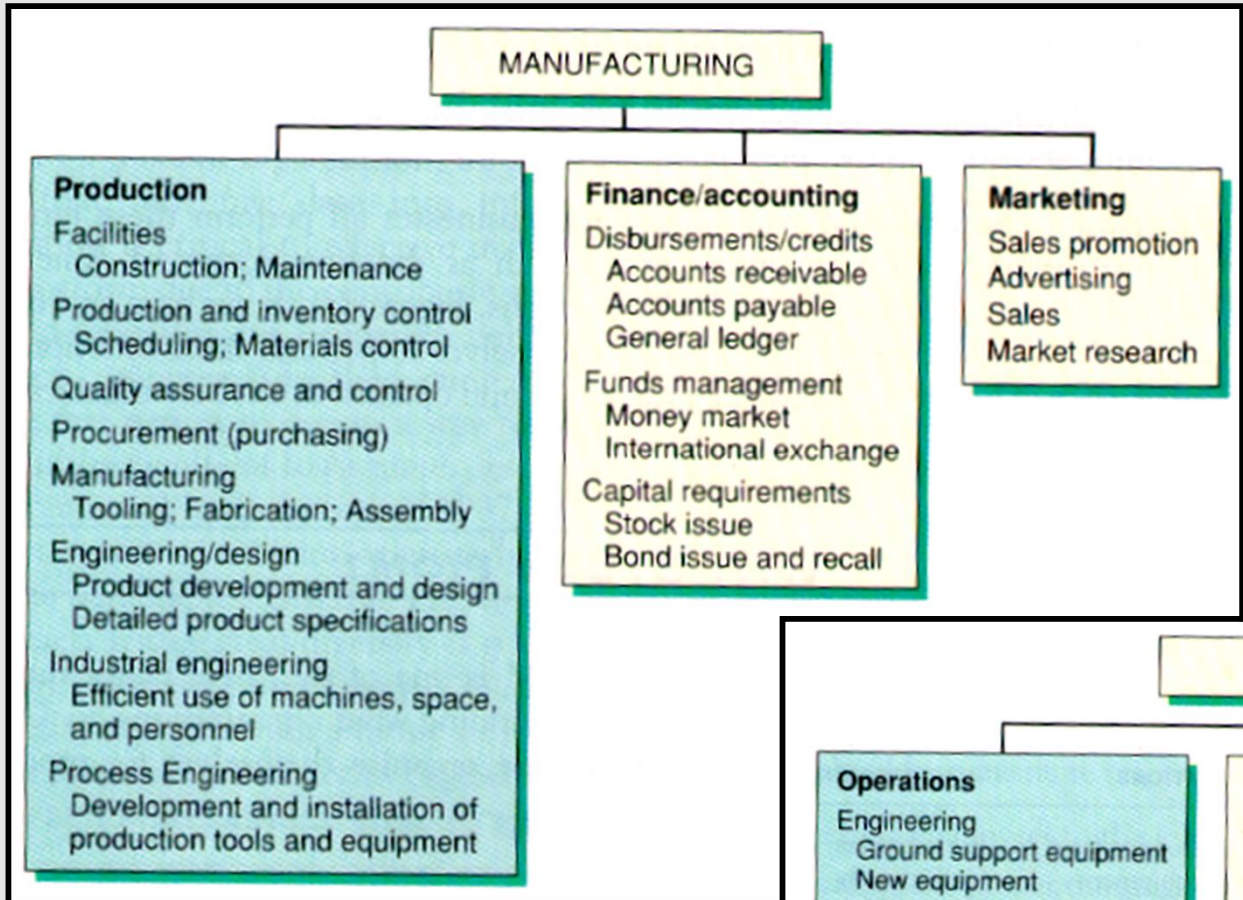 MANUFACTURING
Production
Facilities
Construction; Maintenance
Production and inventory control
Scheduling; Materials control
Quality assurance and control
Procurement (purchasing)
Manufacturing
Tooling; Fabrication; Assembly
Engineering/design
Product development and design
Detailed product specifications
Industrial engineering
Efficient use of machines, space,
and personnel
Process Engineering
Development and installation of
production tools and equipment
Finance/accounting
Disbursements/credits
Accounts receivable
Accounts payable
General ledger
Funds management
Money market
International exchange
Capital requirements
Stock issue
Bond issue and recall
Marketing
Sales promotion
Advertising
Sales
Market research
Operations
Engineering
Ground support equipment
New equipment